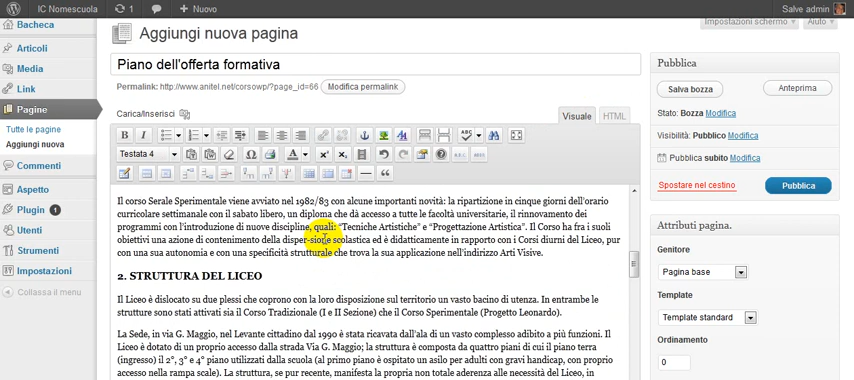 IC Nomescuola 1 + Nuovo Salve admin
Bacheca
Articoli
Media
Link
Pagine
Tutte le pagine
Aggiungi nuova
Commenti
Aspetto
Plugin 1
Utenti
Strumenti
Impostazioni
Collassa il menu
Aggiungi nuova pagina
Impostazioni schermo Aiuto
Piano dell'offerta formativa
Permalink: http://www.anitel.net/corsowp/?page_id=66 Modifica permalink
Carica/Inserisci
Visuale HTML
B I ABC
Testata 4
Il corso Serale Sperimentale viene avviato nel 1982/83 con alcune importanti novità: la ripartizione in cinque giorni dell'orario
curricolare settimanale con il sabato libero, un diploma che dà accesso a tutte le facoltà universitarie, il rinnovamento dei
programmi con l'introduzione di nuove discipline, quali: "Tecniche Artistiche" e "Progettazione Artistica". Il Corso ha fra i suoi
obiettivi una azione di contenimento della disper-sione scolastica ed è didatticamente in rapporto con i Corsi diurni del Liceo, pur
con una sua autonomia e con una specificità strutturale che trova la sua applicazione nell'indirizzo Arti Visive.
2. STRUTTURA DEL LICEO
Il Liceo è dislocato su due plessi che coprono con la loro disposizione sul territorio un vasto bacino di utenza. In entrambe le
strutture sono stati attivati sia il Corso Tradizionale (I e II Sezione) che il Corso Sperimentale (Progetto Leonardo).
La Sede, in via G. Maggio, nel Levante cittadino dal 1990 è stata ricavata dall'ala di un vasto complesso adibito a più funzioni. Il
Liceo è dotato di un proprio accesso dalla strada Via G. Maggio; la struttura è composta da quattro piani di cui il piano terra
(ingresso) il 2°, 3° e 4° piano utilizzati dalla scuola (al primo piano è ospitato un asilo per adulti con gravi handicap, con proprio
accesso nella rampa scale). La struttura, se pur recente, manifesta la propria non totale aderenza alle necessità del Liceo, in
Pubblica
Salva bozza Anteprima
Stato: Bozza Modifica
Visibilità: Pubblico Modifica
Pubblica subito Modifica
Spostare nel cestino Pubblica
Attributi pagina.
Genitore
Pagina base
Template
Template standard
Ordinamento
0